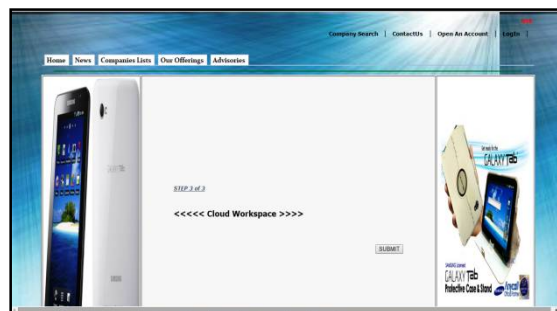 Company Search | ContactUs | Open An Account | Login |
Home News Companies Lists Our Offerings Advisories
STEP 3 of 3
<<<<< Cloud Workspace >>>>
SUBMIT
GALAXY Tab
SAMSUNG
GALAXY Tab
Protective Case & Stand